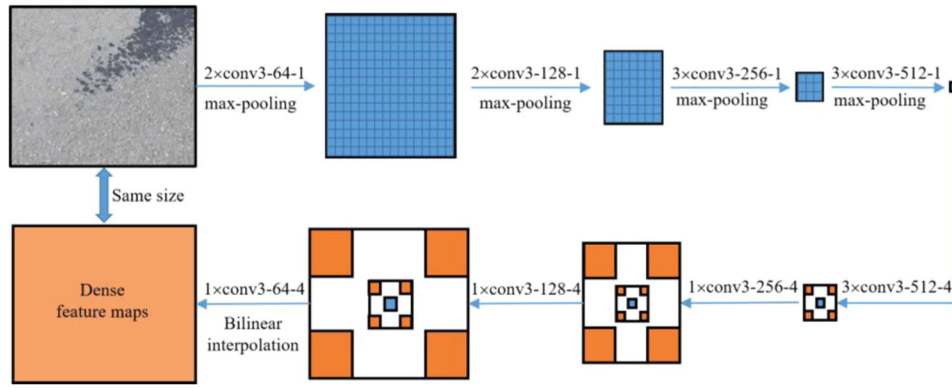 2×conv3-64-1
max-pooling
2×conv3-128-1
max-pooling
3×conv3-256-1
max-pooling
3×conv3-512-1
max-pooling
Same size
Dense
feature maps
1×conv3-64-4
Bilinear
interpolation
1×conv3-128-4
1×conv3-256-4
3×conv3-512-4